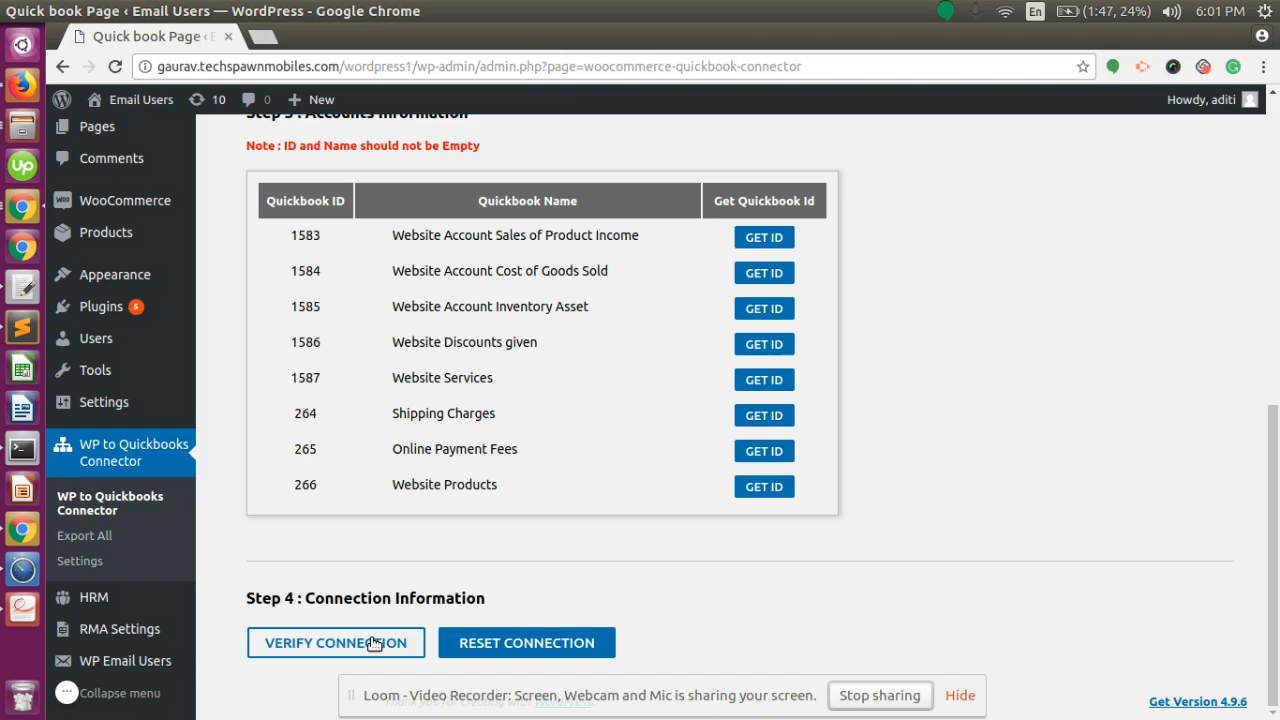 Quick book Page ‹ Email Users — WordPress - Google Chrome
En
(1:47, 24%)
6:01 PM
Quick book Page ‹ E
gaurav.techspawnmobiles.com/wordpress1/wp-admin/admin.php?page=woocommerce-quickbook-connector
Email Users
10
0
New
Howdy, aditi
Pages
Comments
WooCommerce
Products
Appearance
Plugins 5
Users
Tools
Settings
WP to Quickbooks
Connector
WP to Quickbooks
Connector
Export All
Settings
HRM
RMA Settings
WP Email Users
Collapse menu
Up
Step 3 : Accounts Information
Note : ID and Name should not be Empty
Quickbook ID Quickbook Name Get Quickbook Id
1583 Website Account Sales of Product Income GET ID
1584 Website Account Cost of Goods Sold GET ID
1585 Website Account Inventory Asset GET ID
1586 Website Discounts given GET ID
1587 Website Services GET ID
264 Shipping Charges GET ID
265 Online Payment Fees GET ID
266 Website Products GET ID
Step 4 : Connection Information
VERIFY CONNECTION RESET CONNECTION
Loom - Video Recorder: Screen, Webcam and Mic is sharing your screen. Stop sharing Hide
Thank you for creating with WordPress.
Get Version 4.9.6